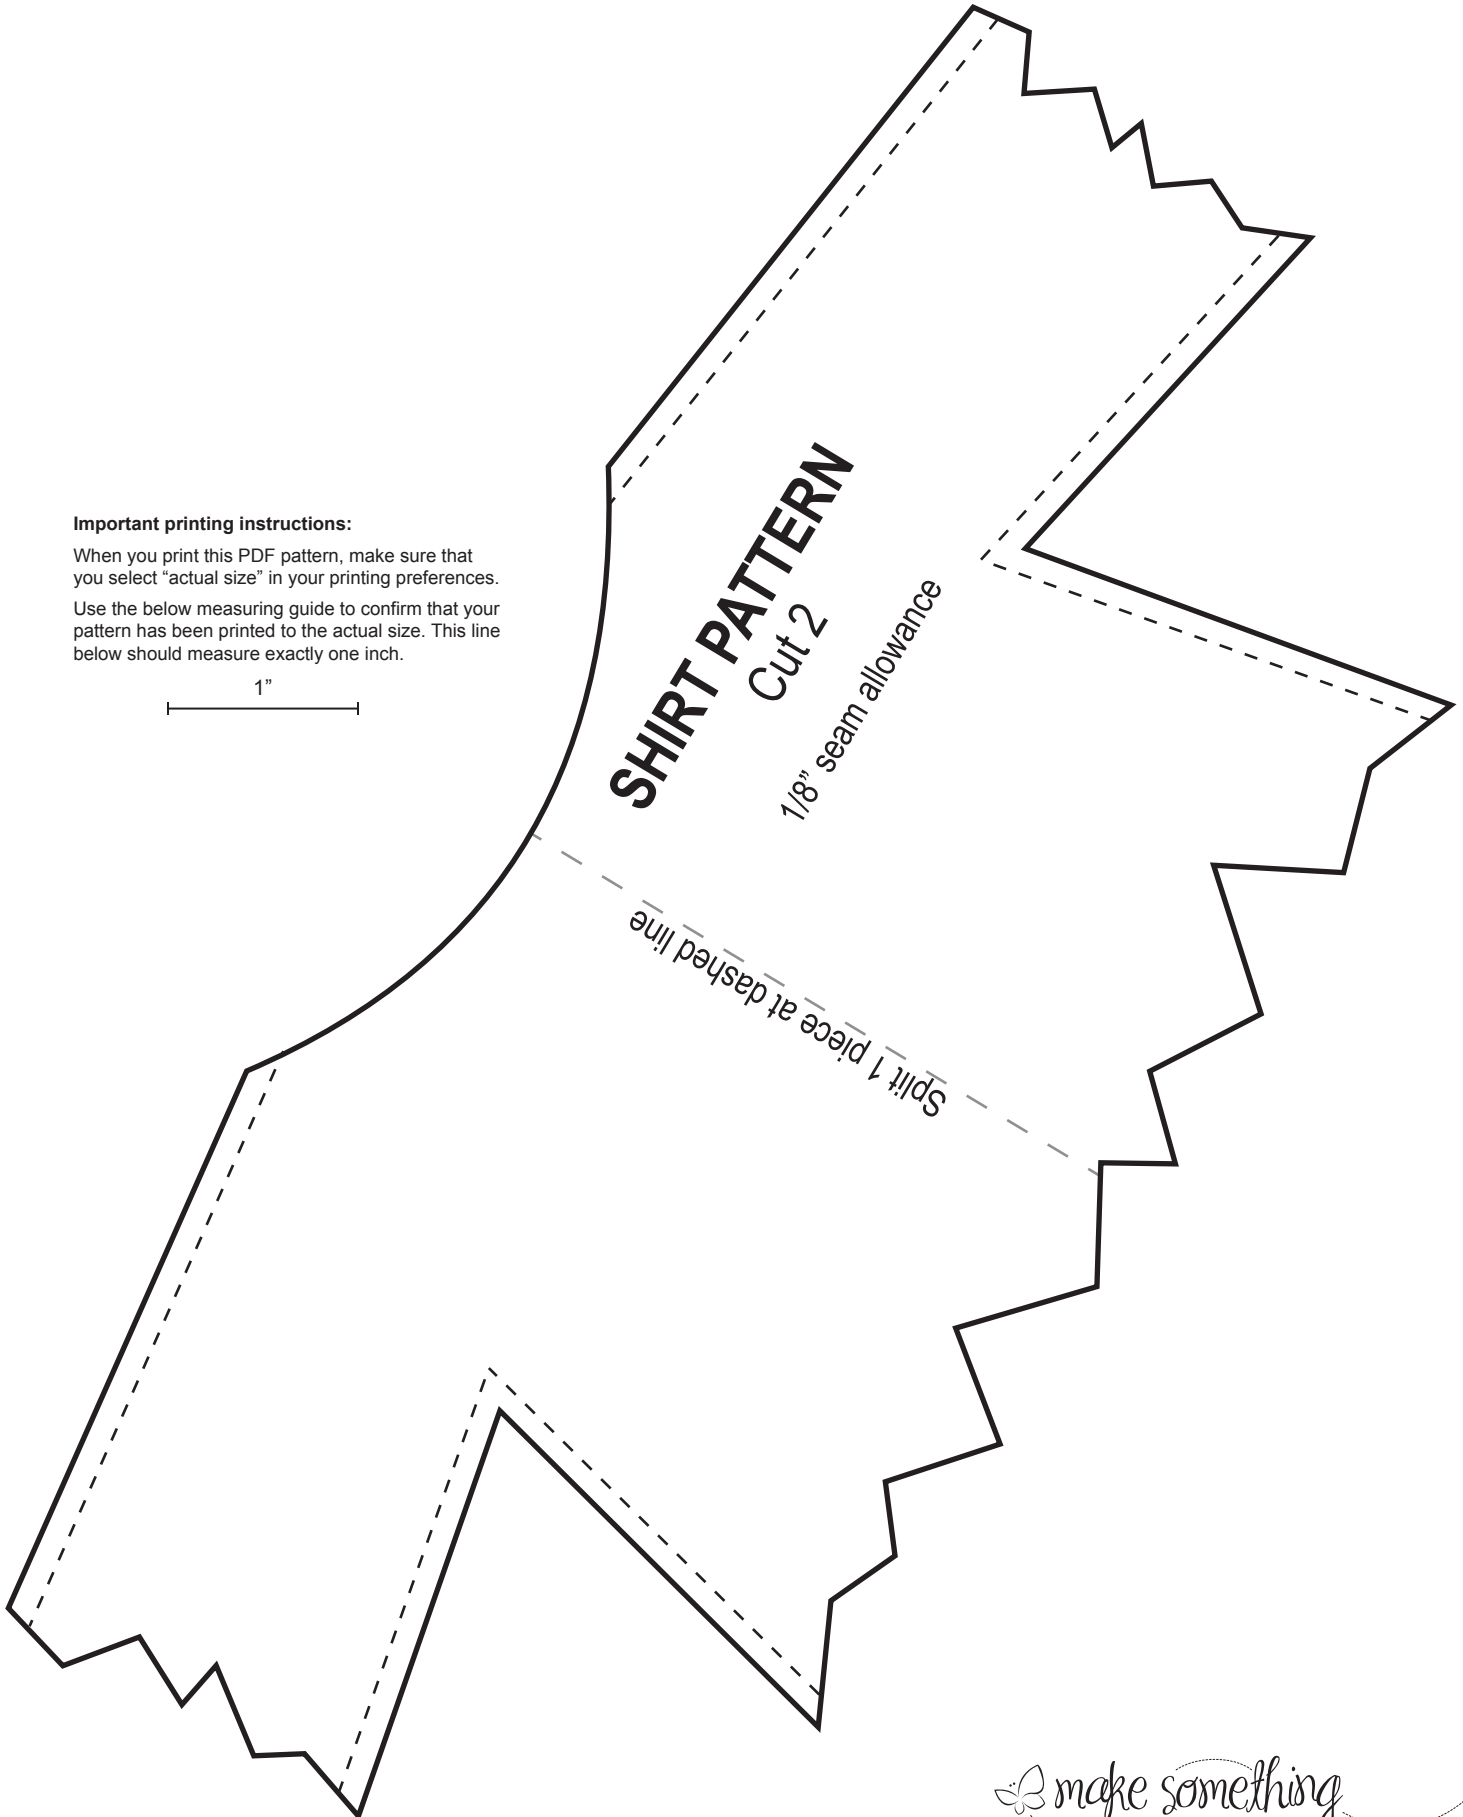 Important printing instructions:
When you print this PDF pattern, make sure that
you select “actual size” in your printing preferences.
Use the below measuring guide to confirm that your
pattern has been printed to the actual size. This line
below should measure exactly one inch.
1”
SHIRT PATTERN
Cut 2
1/8” seam allowance
Split 1 piece at dashed line
make something